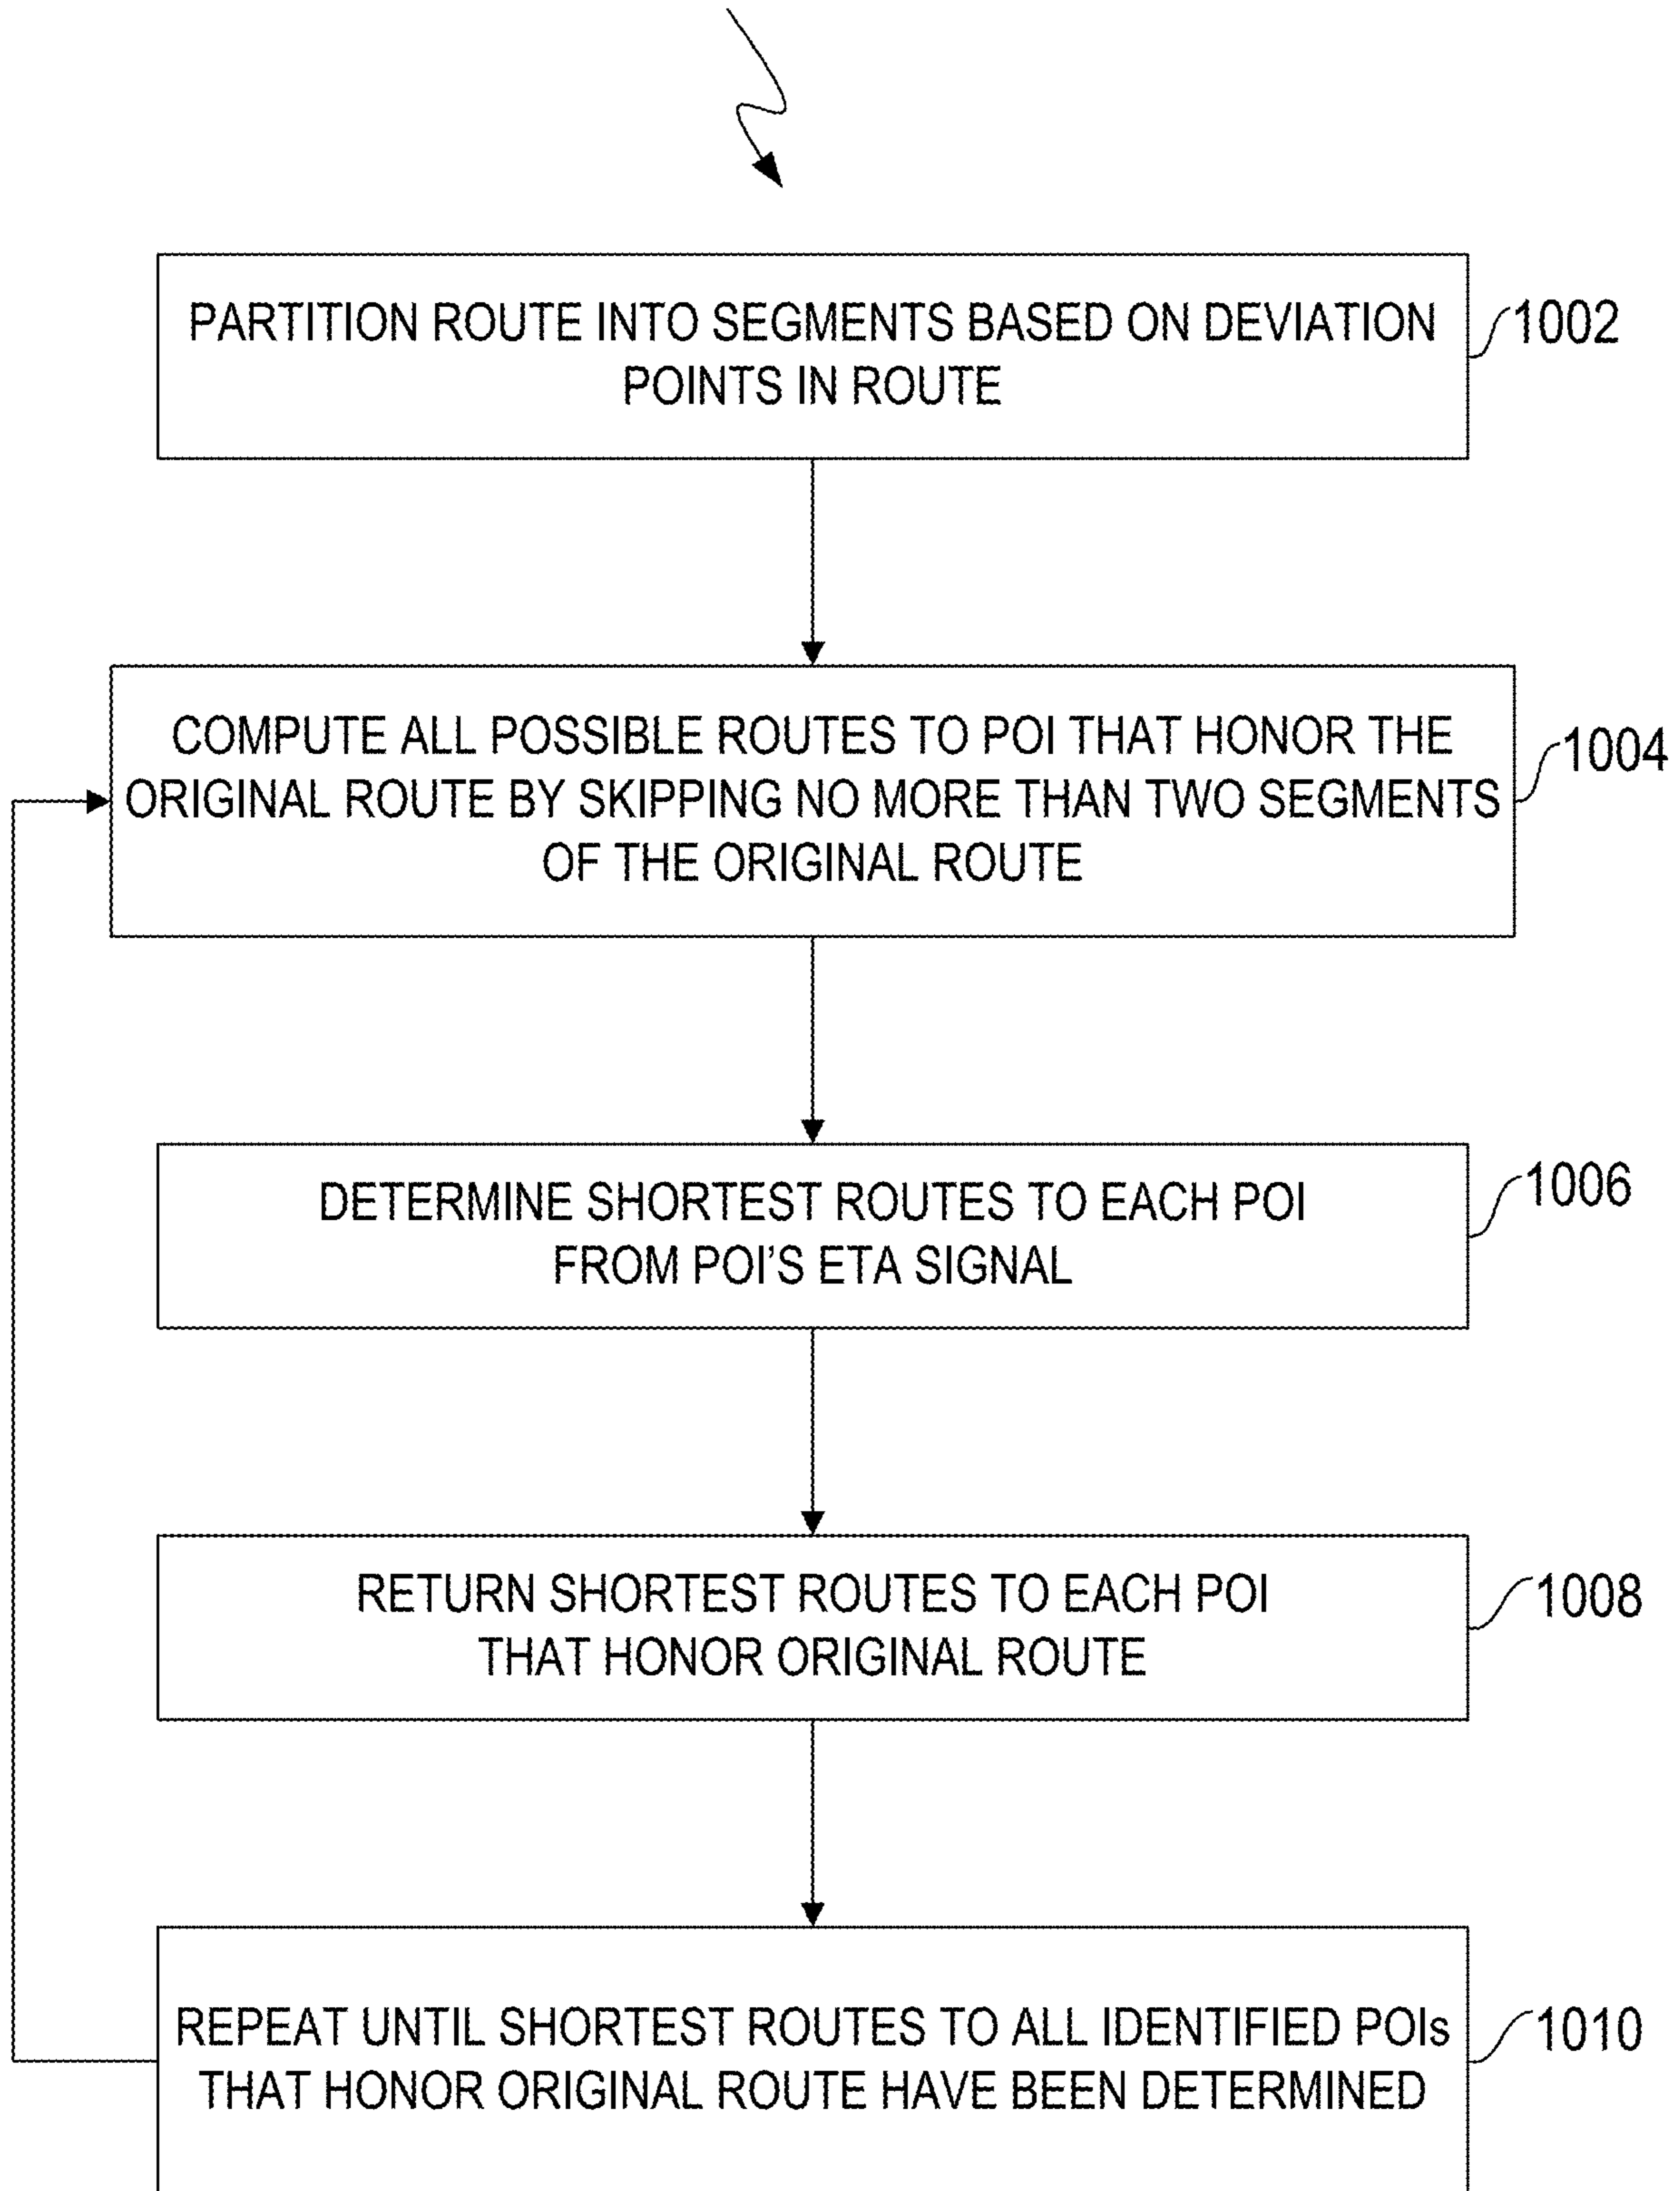 PARTITION ROUTE INTO SEGMENTS BASED ON DEVIATION
POINTS IN ROUTE
1002
COMPUTE ALL POSSIBLE ROUTES TO POI THAT HONOR THE
ORIGINAL ROUTE BY SKIPPING NO MORE THAN TWO SEGMENTS
OF THE ORIGINAL ROUTE
1004
DETERMINE SHORTEST ROUTES TO EACH POI
FROM POI'S ETA SIGNAL
1006
RETURN SHORTEST ROUTES TO EACH POI
THAT HONOR ORIGINAL ROUTE
1008
REPEAT UNTIL SHORTEST ROUTES TO ALL IDENTIFIED POIs
THAT HONOR ORIGINAL ROUTE HAVE BEEN DETERMINED
1010